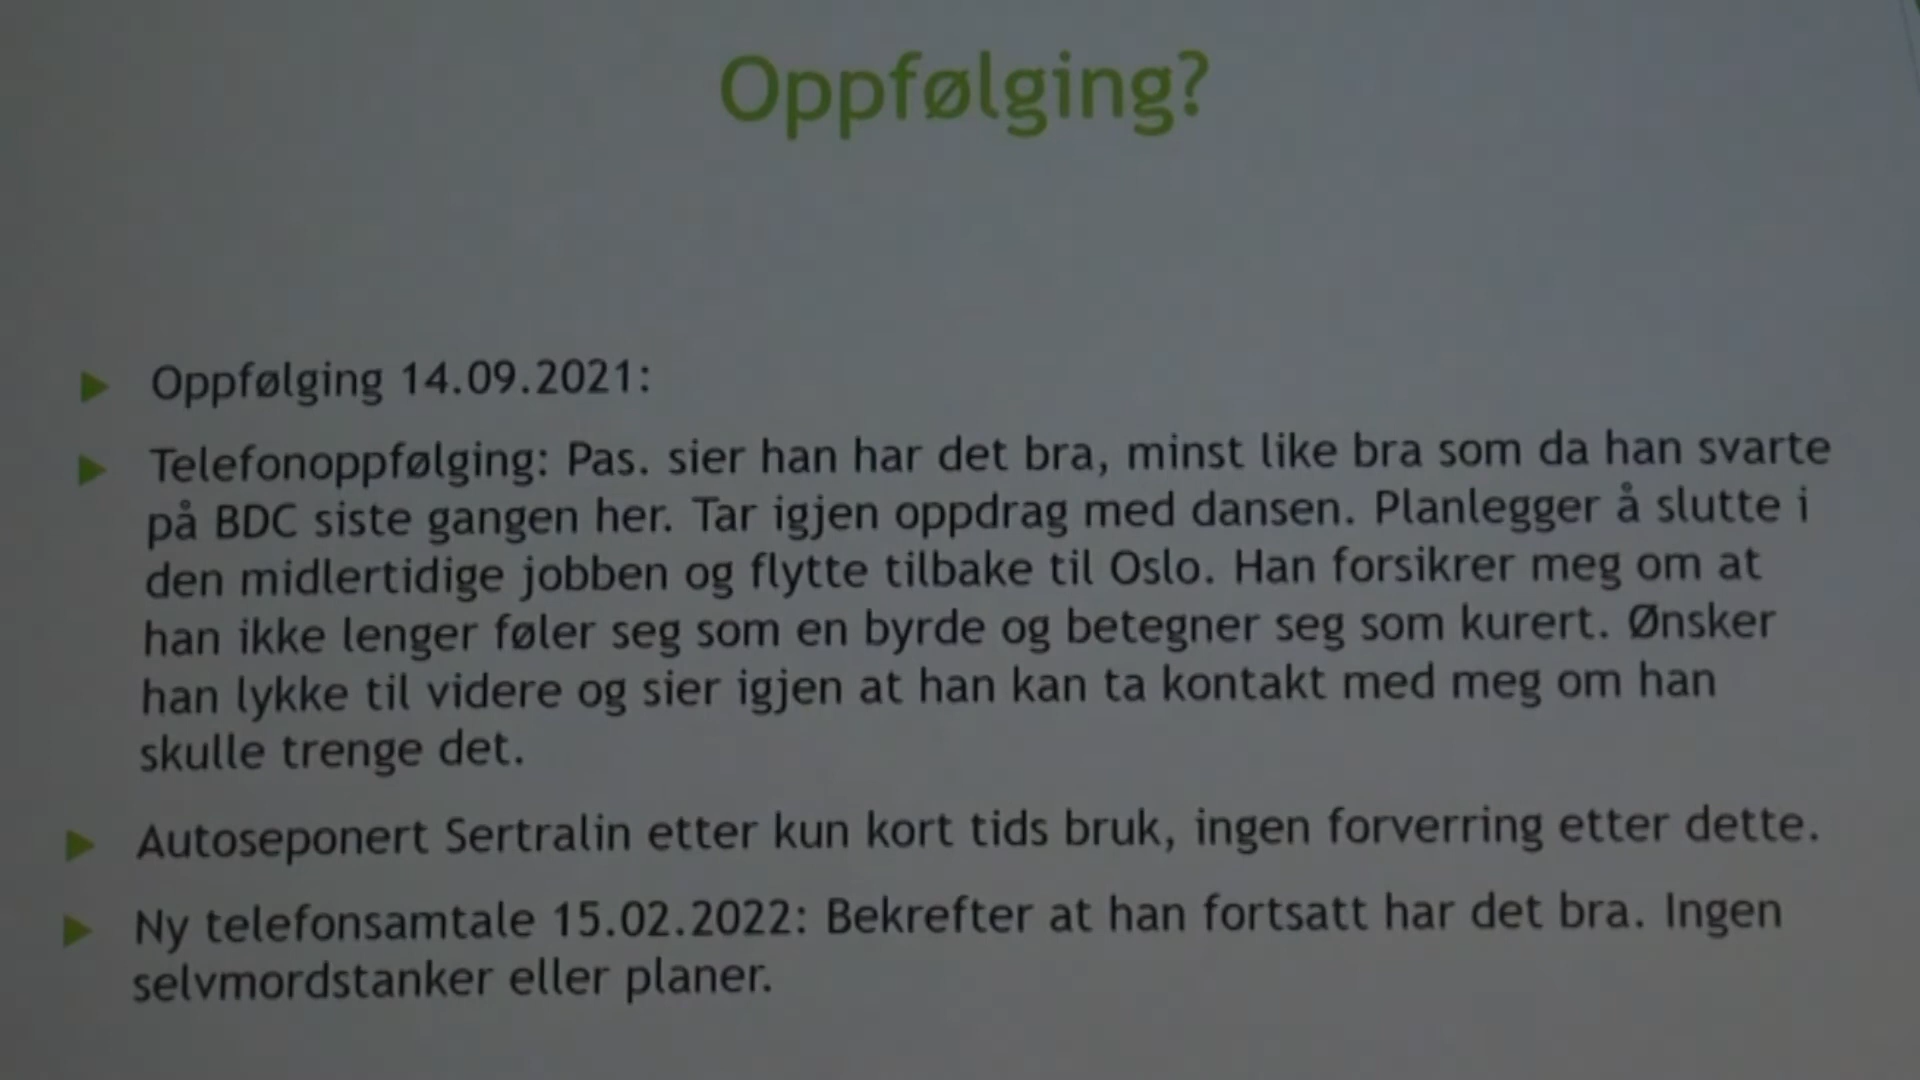 Oppfølging?
Oppfølging 14.09.2021:
Telefonoppfølging: Pas. sier han har det bra, minst like bra som da han svarte
på BDC siste gangen her. Tar igjen oppdrag med dansen. Planlegger å slutte i
den midlertidige jobben og flytte tilbake til Oslo. Han forsikrer meg om at
han ikke lenger føler seg som en byrde og betegner seg som kurert. Ønsker
han lykke til videre og sier igjen at han kan ta kontakt med meg om han
skulle trenge det.
Autoseponert Sertralin etter kun kort tids bruk, ingen forverring etter dette.
Ny telefonsamtale 15.02.2022: Bekrefter at han fortsatt har det bra. Ingen
selvmordstanker eller planer.